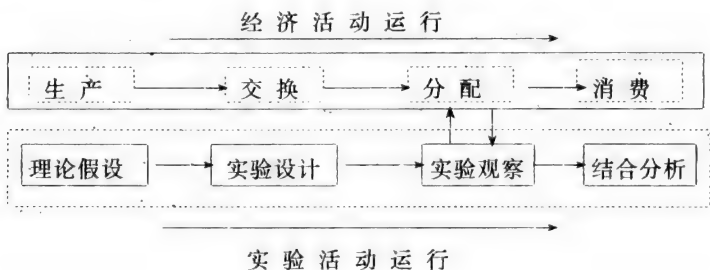 经济活动运行
生产 交换 分配 消费
理论假设 实验设计 实验观察 结合分析
实验活动运行